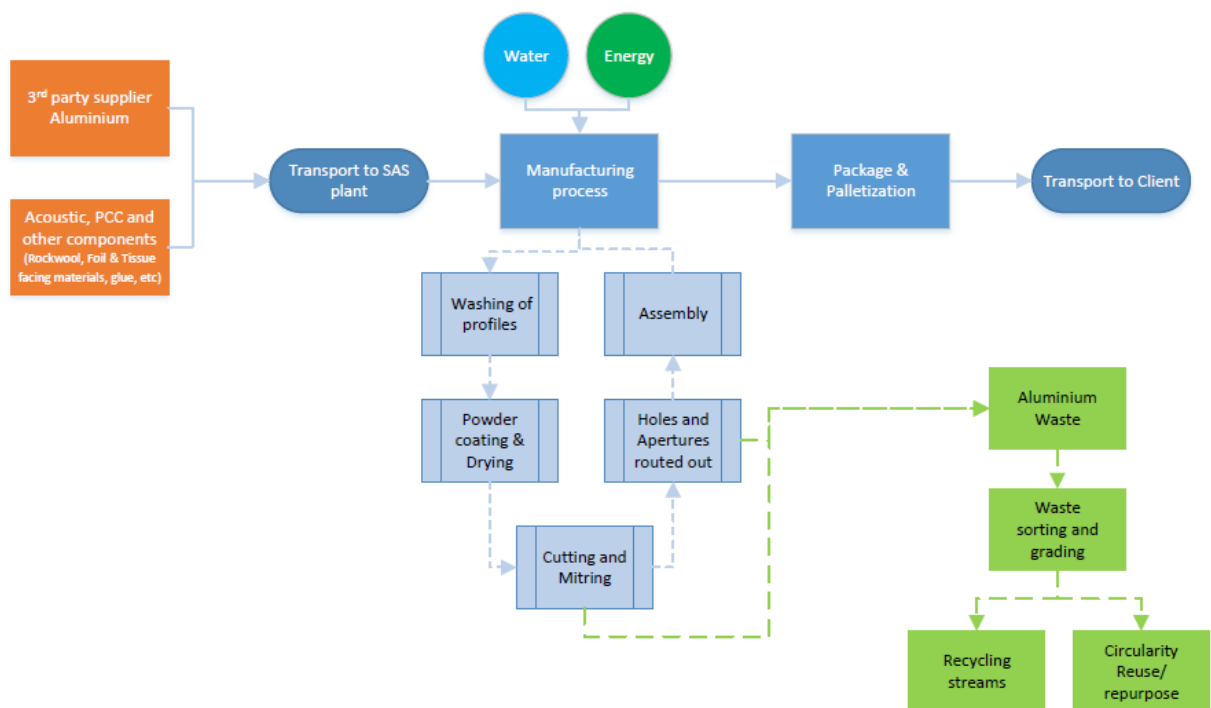 Water
Energy
3rd party supplier
Aluminium
Transport to SAS
plant
Manufacturing
process
Package &
Palletization
Transport to Client
Acoustic, PCC and
other components
(Rockwool, Foil & Tissue
facing materials, glue, etc)
Washing of
profiles
Assembly
Powder
coating &
Drying
Holes and
Apertures
routed out
Aluminium
Waste
Cutting and
Mitring
Waste
sorting and
grading
Recycling
streams
Circularity
Reuse/
repurpose